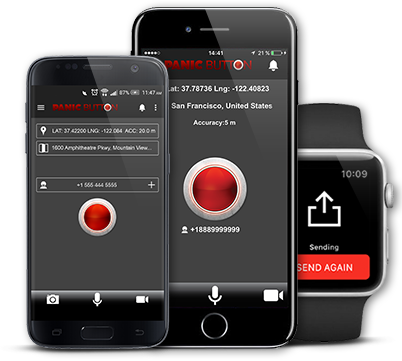 87% 11:47 AM
PANIC BUTTON
LAT: 37.42200 LNG: -122.084 ACC: 20.0 m
1600 Amphitheatre Pkwy, Mountain View...
+1 555 444 5555
14:41
21 %
PANIC BUTTON
Lat: 37.78736 Lng: -122.40823
San Francisco, United States
Accuracy:5 m
+18889999999
10:09
Sending
SEND AGAIN